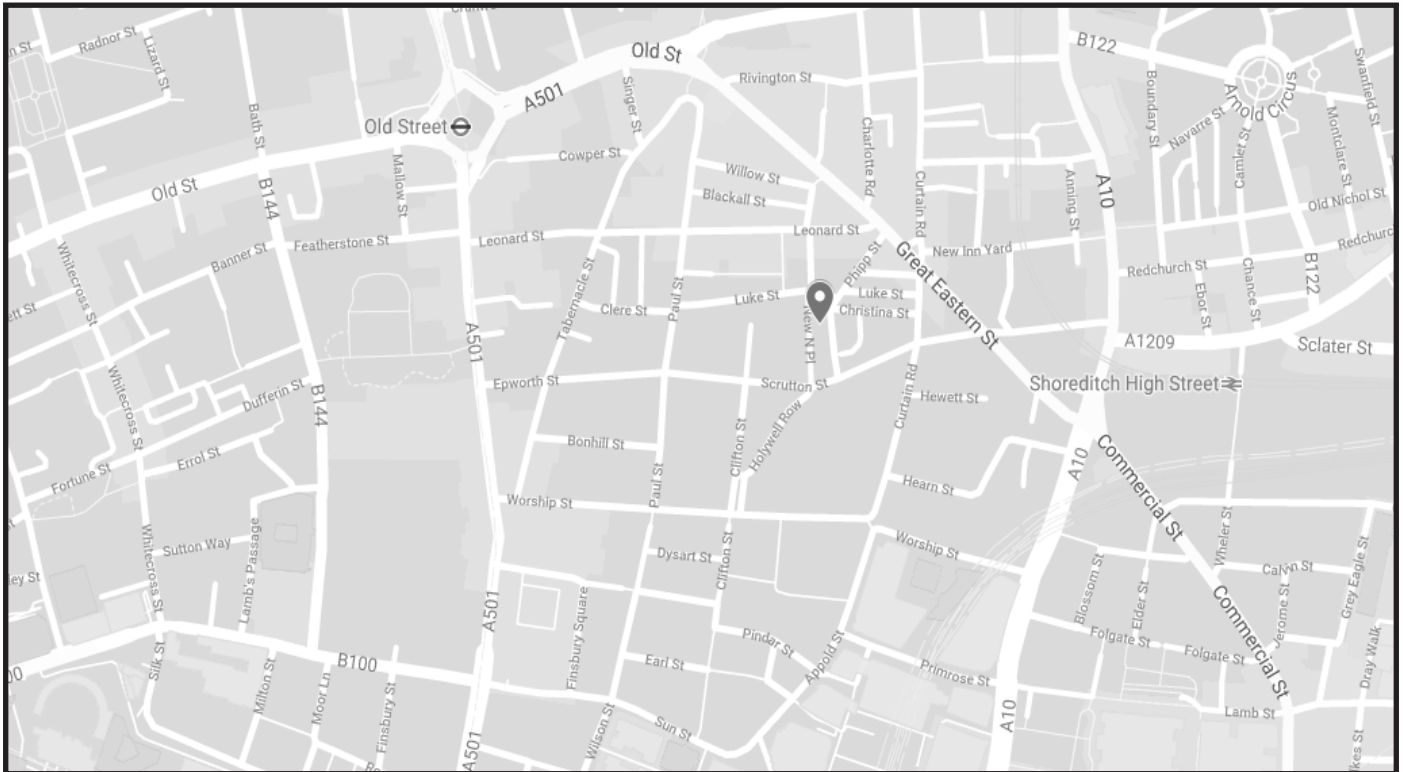 Radnor St
Lizard St
Old St
A501
Rivington St
B122
Swanfield St
Boundary St
Arnold Circus
Bath St
Old Street
Singer St
Cowper St
Charlotte Rd
Navarre St
Montclare St
Camlet St
Mallow St
Willow St
Blackall St
Curtain Rd
Anning St
A10
Old Nichol St
Old St
B144
Banner St
Featherstone St
Leonard St
Leonard St
Phipp St
New Inn Yard
Redchurch St
Whitecross St
Tabernacle St
Paul St
Great Eastern St
Ebor St
Chance St
B122
Clere St
Luke St
Luke St
Christina St
New N Pl
A501
A1209
Sclater St
Whitecross St
Dufferin St
B144
Epworth St
Scrutton St
Curtain Rd
Hewett St
Shoreditch High Street
Fortune St
Errol St
Bonhill St
Clifton St
Holywell Row
Paul St
Worship St
Hearn St
A10
Commercial St
Whitecross St
Sutton Way
Lamb's Passage
Dysart St
Clifton St
Worship St
Wheler St
Calvin St
Grey Eagle St
Blossom St
Elder St
Jerome St
Commercial St
A501
Finsbury Square
Pindar St
Appold St
Primrose St
Folgate St
Folgate St
Dray Walk
Silk St
B100
Milton St
Moor Ln
Finsbury St
Earl St
Wilson St
Sun St
A501
A10
Lamb St